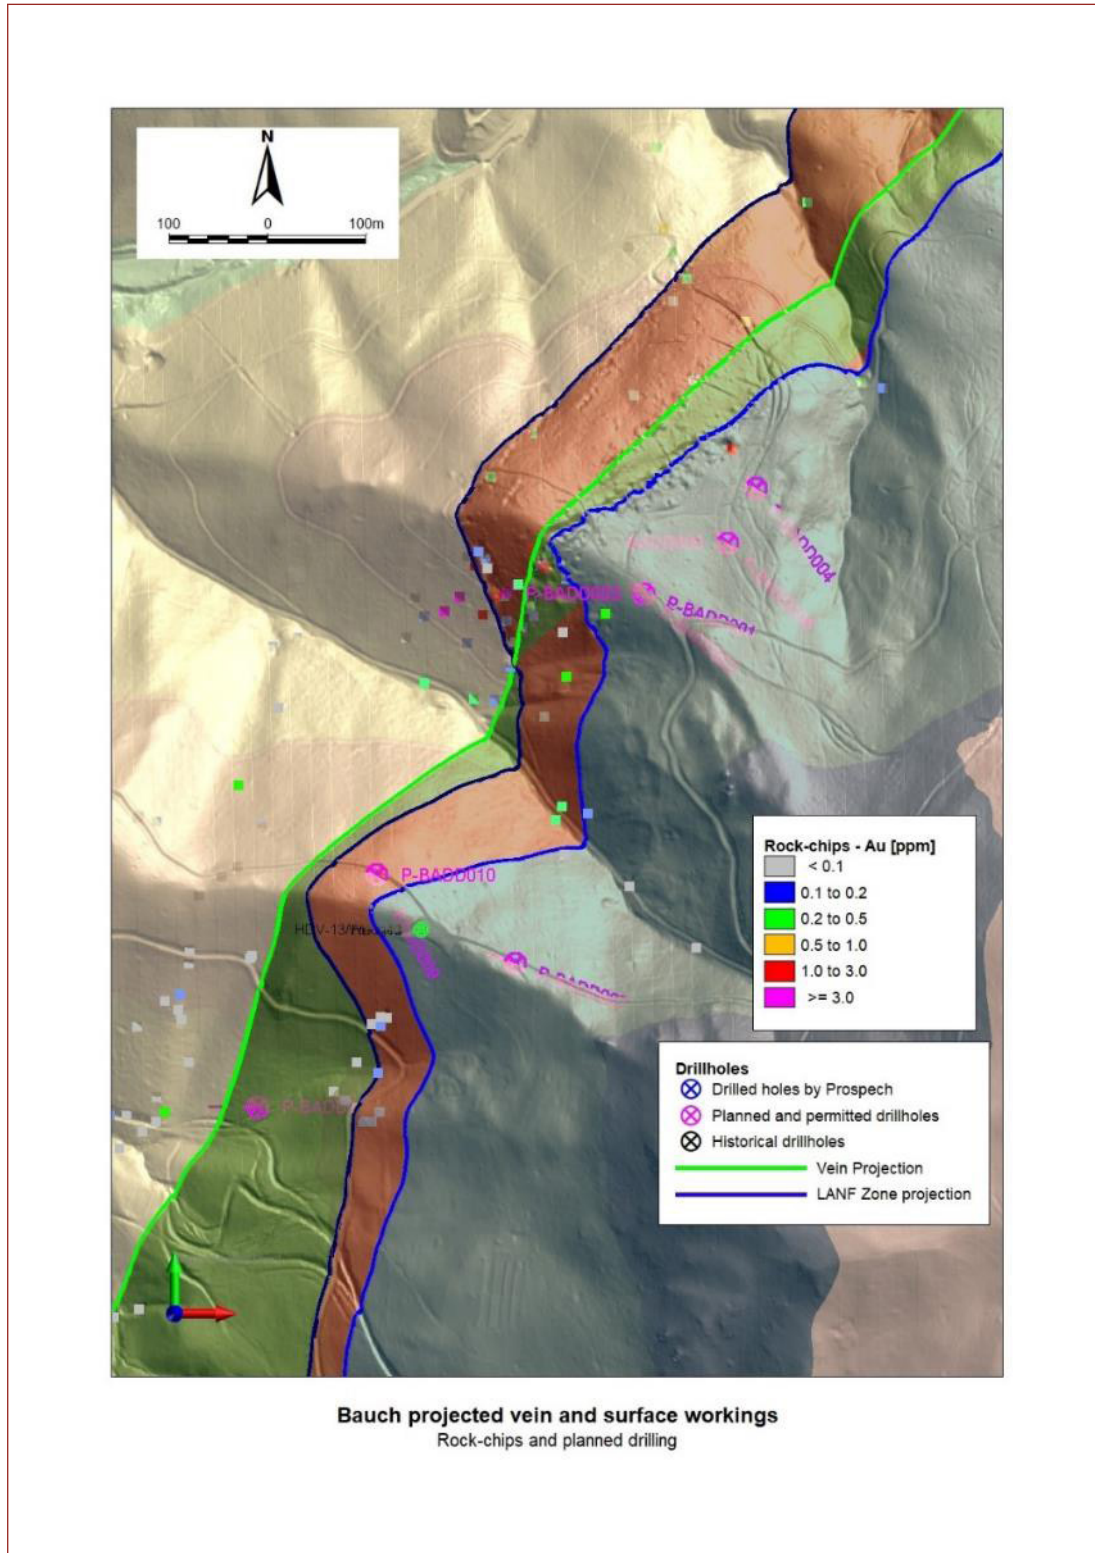 N
100 0 100m
P-BADD001
P-BADD010
Rock-chips - Au [ppm]
< 0.1
0.1 to 0.2
0.2 to 0.5
0.5 to 1.0
1.0 to 3.0
>= 3.0
Drillholes
Drilled holes by Prospech
Planned and permitted drillholes
Historical drillholes
Vein Projection
LANF Zone projection
Bauch projected vein and surface workings
Rock-chips and planned drilling